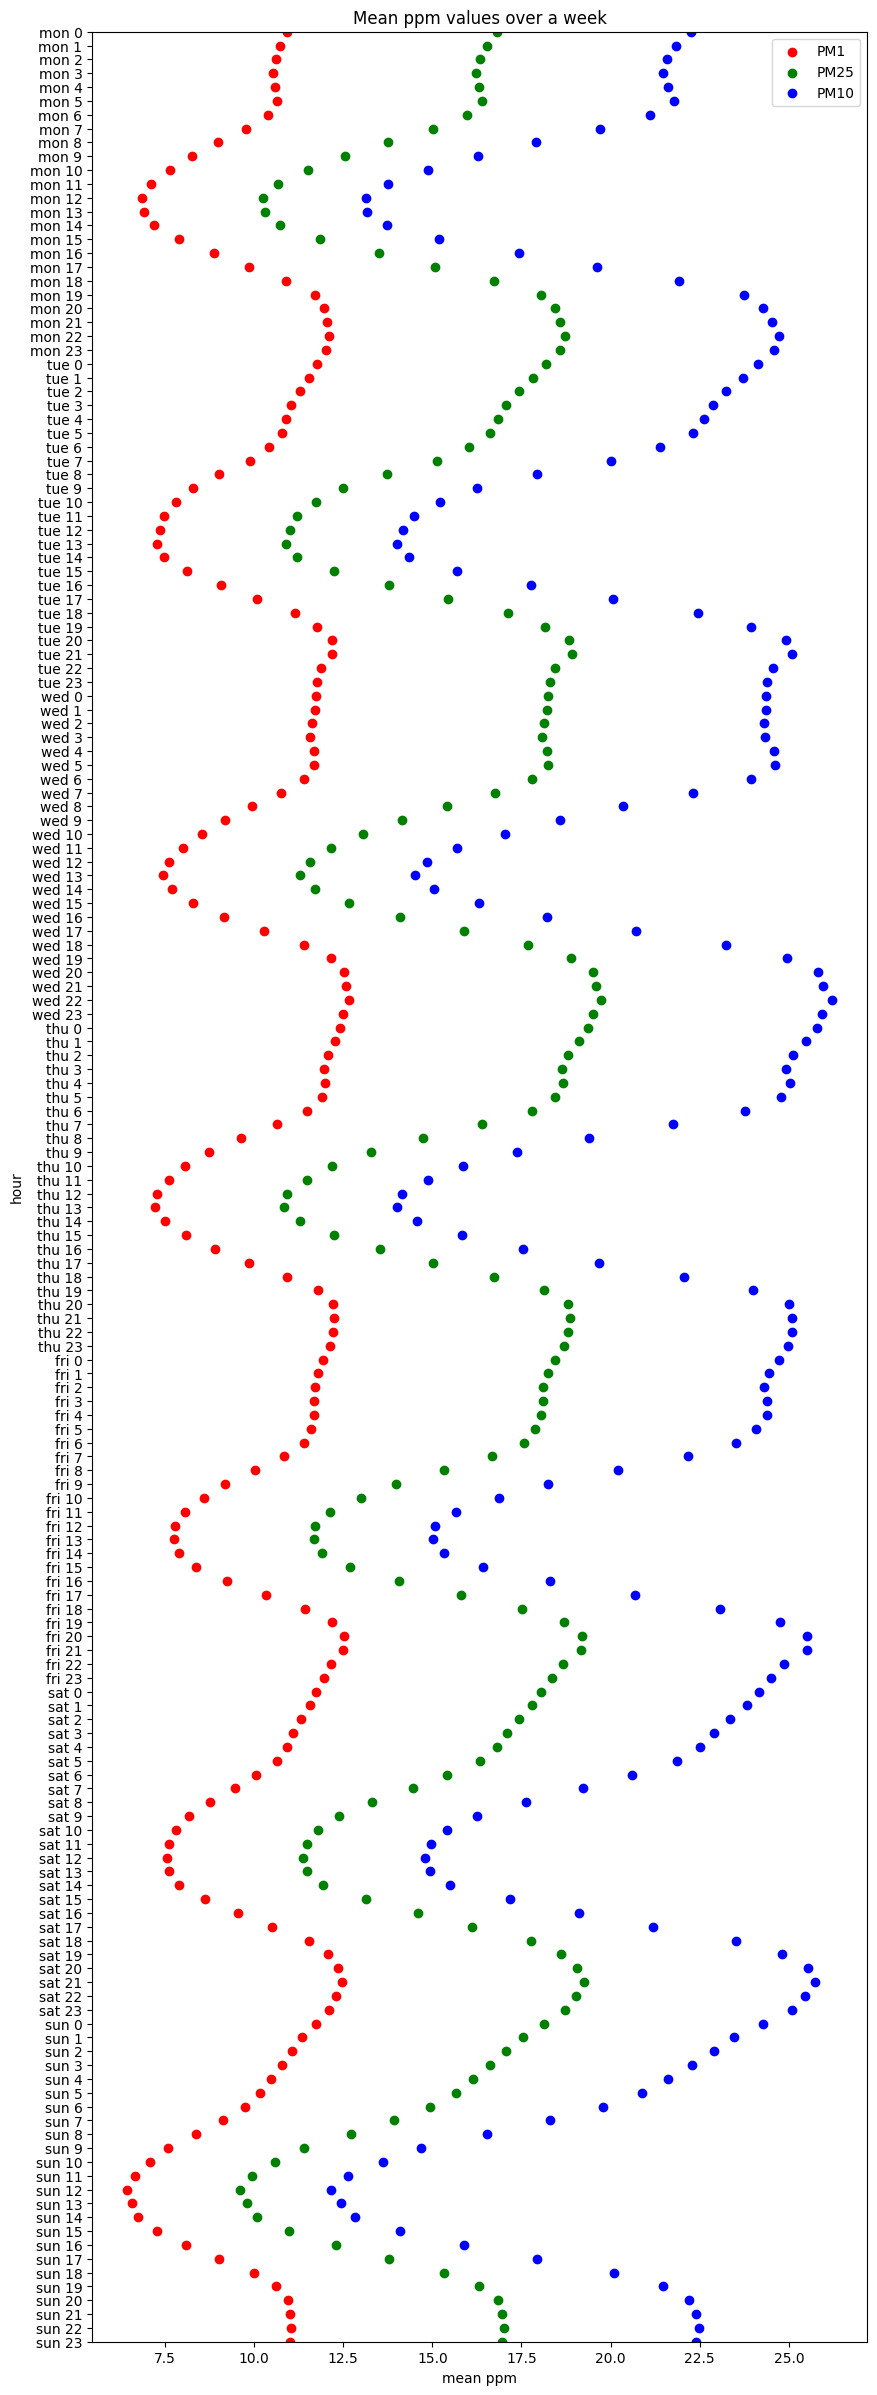 Mean ppm values over a week
PM1
PM25
PM10
mon 0
mon 1
mon 2
mon 3
mon 4
mon 5
mon 6
mon 7
mon 8
mon 9
mon 10
mon 11
mon 12
mon 13
mon 14
mon 15
mon 16
mon 17
mon 18
mon 19
mon 20
mon 21
mon 22
mon 23
tue 0
tue 1
tue 2
tue 3
tue 4
tue 5
tue 6
tue 7
tue 8
tue 9
tue 10
tue 11
tue 12
tue 13
tue 14
tue 15
tue 16
tue 17
tue 18
tue 19
tue 20
tue 21
tue 22
tue 23
wed 0
wed 1
wed 2
wed 3
wed 4
wed 5
wed 6
wed 7
wed 8
wed 9
wed 10
wed 11
wed 12
wed 13
wed 14
wed 15
wed 16
wed 17
wed 18
wed 19
wed 20
wed 21
wed 22
wed 23
thu 0
thu 1
thu 2
thu 3
thu 4
thu 5
thu 6
thu 7
thu 8
thu 9
thu 10
thu 11
thu 12
thu 13
thu 14
thu 15
thu 16
thu 17
thu 18
thu 19
thu 20
thu 21
thu 22
thu 23
fri 0
fri 1
fri 2
fri 3
fri 4
fri 5
fri 6
fri 7
fri 8
fri 9
fri 10
fri 11
fri 12
fri 13
fri 14
fri 15
fri 16
fri 17
fri 18
fri 19
fri 20
fri 21
fri 22
fri 23
sat 0
sat 1
sat 2
sat 3
sat 4
sat 5
sat 6
sat 7
sat 8
sat 9
sat 10
sat 11
sat 12
sat 13
sat 14
sat 15
sat 16
sat 17
sat 18
sat 19
sat 20
sat 21
sat 22
sat 23
sun 0
sun 1
sun 2
sun 3
sun 4
sun 5
sun 6
sun 7
sun 8
sun 9
sun 10
sun 11
sun 12
sun 13
sun 14
sun 15
sun 16
sun 17
sun 18
sun 19
sun 20
sun 21
sun 22
sun 23
hour
7.5 10.0 12.5 15.0 17.5 20.0 22.5 25.0
mean ppm